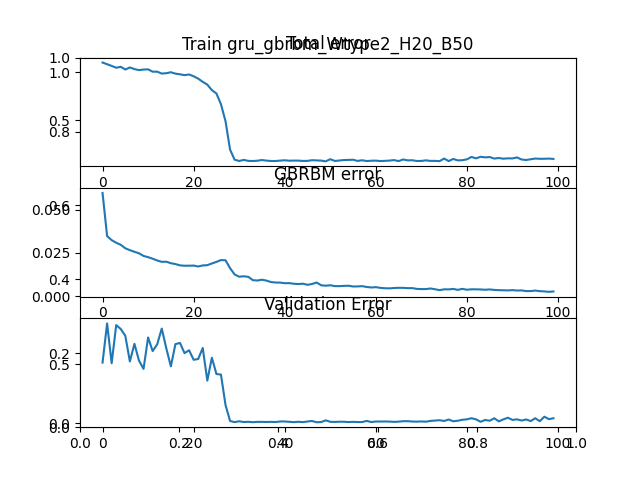 Train gru_gbrbm_Wtype2_H20_B50
Total error
1.0
1.0
0.5
0.8
0 20 40 60 80 100
GBRBM error
0.6
0.050
0.025
0.4
0.000
0 20 40 60 80 100
Validation Error
0.2
0.5
0.0
0.0
0 20 40 60 80 100
0.0 0.2 0.4 0.6 0.8 1.0